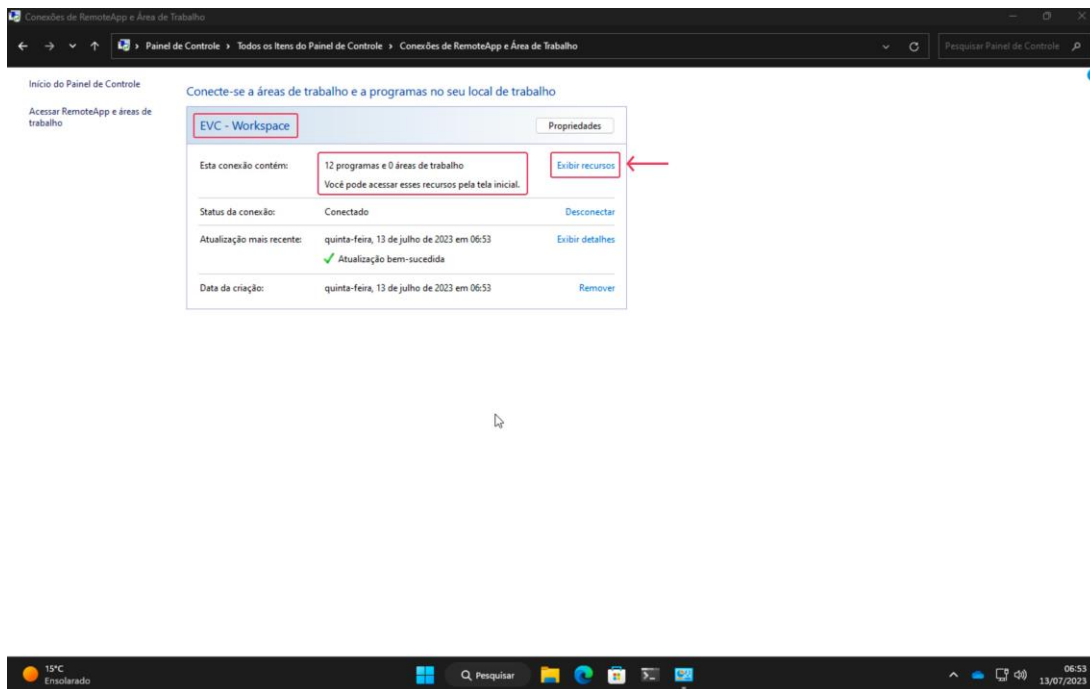 Conexões de RemoteApp e Área de Trabalho
Painel de Controle › Todos os Itens do Painel de Controle › Conexões de RemoteApp e Área de Trabalho
Pesquisar Painel de Controle
Início do Painel de Controle
Acessar RemoteApp e áreas de
trabalho
Conecte-se a áreas de trabalho e a programas no seu local de trabalho
EVC - Workspace
Propriedades
Esta conexão contém:
12 programas e 0 áreas de trabalho
Você pode acessar esses recursos pela tela inicial.
Exibir recursos
Status da conexão:
Conectado
Desconectar
Atualização mais recente:
quinta-feira, 13 de julho de 2023 em 06:53
Exibir detalhes
Atualização bem-sucedida
Data da criação:
quinta-feira, 13 de julho de 2023 em 06:53
Remover
15°C
Ensolarado
Pesquisar
06:53
13/07/2023